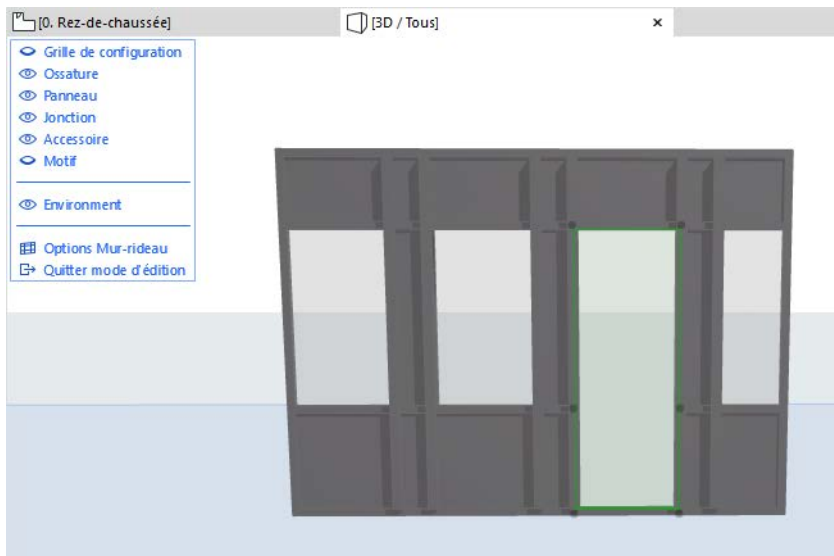 [0. Rez-de-chaussée]
[3D / Tous]
Grille de configuration
Ossature
Panneau
Jonction
Accessoire
Motif
Environment
Options Mur-rideau
Quitter mode d'édition